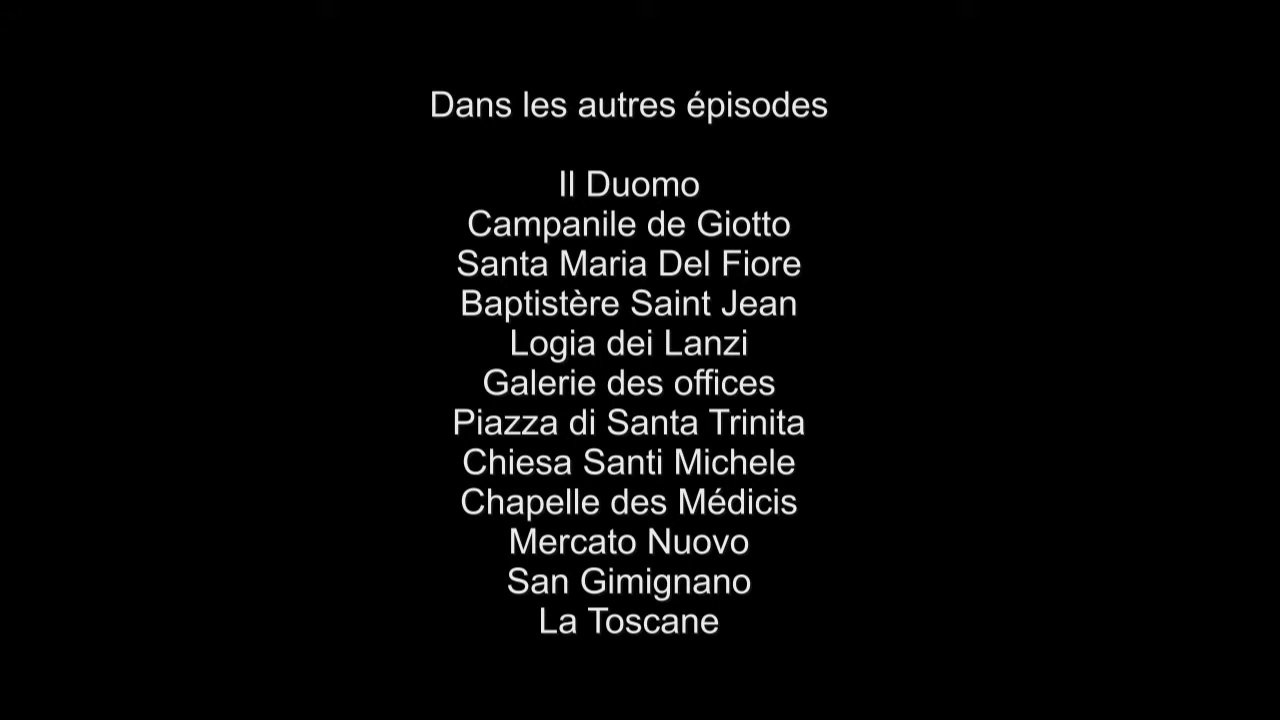 Dans les autres épisodes
Il Duomo
Campanile de Giotto
Santa Maria Del Fiore
Baptistère Saint Jean
Logia dei Lanzi
Galerie des offices
Piazza di Santa Trinita
Chiesa Santi Michele
Chapelle des Médicis
Mercato Nuovo
San Gimignano
La Toscane